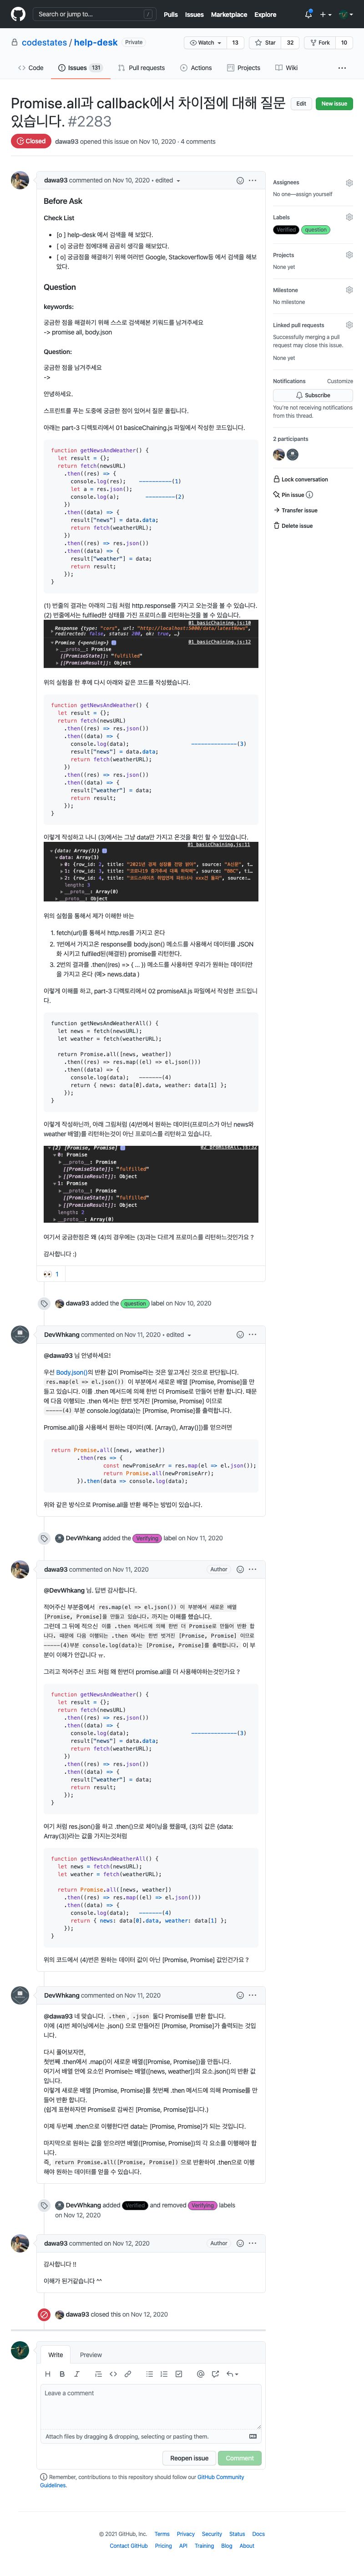 Search or jump to...
/
Pulls Issues Marketplace Explore
codestates / help-desk Private
Watch 13 Star 32 Fork 10
Code Issues 131 Pull requests Actions Projects Wiki
Promise.all과 callback에서 차이점에 대해 질문
있습니다. #2283
Edit New issue
Closed dawa93 opened this issue on Nov 10, 2020 · 4 comments
dawa93 commented on Nov 10, 2020 • edited
Before Ask
Check List
[o ] help-desk 에서 검색을 해 보았다.
[ o] 궁금한 점에대해 곰곰히 생각을 해보았다.
[ o] 궁금점을 해결하기 위해 여러번 Google, Stackoverflow등 에서 검색을 해보
았다.
Question
keywords:
궁금한 점을 해결하기 위해 스스로 검색해본 키워드를 남겨주세요
-> promise all, body.json
Question:
궁금한 점을 남겨주세요
->
안녕하세요.
스프린트를 푸는 도중에 궁금한 점이 있어서 질문 올립니다.
아래는 part-3 디렉토리에서 01 basiceChaining.js 파일에서 작성한 코드입니다.
function getNewsAndWeather() {
let result = {};
return fetch(newsURL)
.then((res) => {
console.log(res); ----------(1)
let a = res.json();
console.log(a); ----------(2)
})
.then((data) => {
result["news"] = data.data;
return fetch(weatherURL);
})
.then((res) => res.json())
.then((data) => {
result["weather"] = data;
return result;
});
}
(1) 번줄의 결과는 아래의 그림 처럼 http.response를 가지고 오는것을 볼 수 있습니다.
(2) 번줄에서는 fulfilled한 상태를 가진 프로미스를 리턴하는것을 볼 수 있습니다.
01_basicChaining.js:10
Response {type: "cors", url: "http://localhost:5000/data/latestNews", redirected: false, status: 200, ok: true, …}
01_basicChaining.js:12
Promise {<pending>}
__proto__: Promise
[[PromiseState]]: "fulfilled"
[[PromiseResult]]: Object
위의 실험을 한 후에 다시 아래와 같은 코드를 작성했습니다.
function getNewsAndWeather() {
let result = {};
return fetch(newsURL)
.then((res) => res.json())
.then((data) => {
console.log(data); ---------------(3)
result["news"] = data.data;
return fetch(weatherURL);
})
.then((res) => res.json())
.then((data) => {
result["weather"] = data;
return result;
});
}
이렇게 작성하고 나니 (3)에서는 그냥 data만 가지고 온것을 확인 할 수 있었습니다.
01_basicChaining.js:11
{data: Array(3)}
data: Array(3)
length: 3
__proto__: Array(0)
__proto__: Object
위의 실험을 통해서 제가 이해한 바는
1. fetch(url)를 통해서 http.res를 가지고 온다
2. 1번에서 가지고온 response를 body.json() 메소드를 사용해서 데이터를 JSON
화 시키고 fulfilled된(해결된) promise를 리턴한다.
3. 2번의 결과를 .then((res) => { ... }) 메소드를 사용하면 우리가 원하는 데이터만
을 가지고 온다 (예> news.data )
이렇게 이해를 하고, part-3 디렉토리에서 02 promiseAll.js 파일에서 작성한 코드입니
다.
function getNewsAndWeatherAll() {
let news = fetch(newsURL);
let weather = fetch(weatherURL);
return Promise.all([news, weather])
.then((res) => res.map((el) => el.json()))
.then((data) => {
console.log(data); -------(4)
return { news: data[0].data, weather: data[1] };
});
}
이렇게 작성하니까, 아래 그림처럼 (4)번에서 원하는 데이터(프로미스가 아닌 news와
weather 배열)를 리턴하는것이 아닌 프로미스를 리턴하고 있습니다.
(2) [Promise, Promise]
02_promiseAll.js:32
0: Promise
__proto__: Promise
[[PromiseState]]: "fulfilled"
[[PromiseResult]]: Object
1: Promise
__proto__: Promise
[[PromiseState]]: "fulfilled"
[[PromiseResult]]: Object
length: 2
__proto__: Array(0)
여기서 궁금한점은 왜 (4)의 경우에는 (3)과는 다르게 프로미스를 리턴하느것인가요 ?
감사합니다 :)
👀 1
dawa93 added the question label on Nov 10, 2020
DevWhkang commented on Nov 11, 2020 • edited
@dawa93 님 안녕하세요!
우선 Body.json()의 반환 값이 Promise라는 것은 알고계신 것으로 판단됩니다.
res.map(el => el.json()) 이 부분에서 새로운 배열 [Promise, Promise]을 만
들고 있습니다. 이를 .then 메서드에 의해 한번 더 Promise로 만들어 반환 합니다. 때문
에 다음 이행되는 .then 에서는 한번 벗겨진 [Promise, Promise] 이므로
-----(4) 부분 console.log(data)는 [Promise, Promise]를 출력합니다.
Promise.all()을 사용해서 원하는 데이터(예. [Array(), Array()])를 얻으려면
return Promise.all([news, weather])
.then(res => {
const newPromiseArr = res.map(el => el.json());
return Promise.all(newPromiseArr);
}).then(data => console.log(data);
위와 같은 방식으로 Promise.all를 반환 해주는 방법이 있습니다.
DevWhkang added the Verifying label on Nov 11, 2020
dawa93 commented on Nov 11, 2020 Author
@DevWhkang 님, 답변 감사합니다.
적어주신 부분중에서 res.map(el => el.json()) 이 부분에서 새로운 배열
[Promise, Promise]을 만들고 있습니다. 까지는 이해를 했습니다.
그런데 그 뒤에 적으신 이를 .then 메서드에 의해 한번 더 Promise로 만들어 반환 합
니다. 때문에 다음 이행되는 .then 에서는 한번 벗겨진 [Promise, Promise] 이므로
-----(4)부분 console.log(data)는 [Promise, Promise]를 출력합니다. 이 부
분이 이해가 안갑니다 ㅠ.
그리고 적어주신 코드 처럼 왜 한번더 promise.all을 더 사용해야하는것인가요 ?
function getNewsAndWeather() {
let result = {};
return fetch(newsURL)
.then((res) => res.json())
.then((data) => {
console.log(data); ---------------(3)
result["news"] = data.data;
return fetch(weatherURL);
})
.then((res) => res.json())
.then((data) => {
result["weather"] = data;
return result;
});
}
여기 처럼 res.json()을 하고 .then()으로 체이닝을 했을때, (3)의 값은 {data:
Array(3)}라는 값을 가지는것처럼
function getNewsAndWeatherAll() {
let news = fetch(newsURL);
let weather = fetch(weatherURL);
return Promise.all([news, weather])
.then((res) => res.map((el) => el.json()))
.then((data) => {
console.log(data); -------(4)
return { news: data[0].data, weather: data[1] };
});
}
위의 코드에서 (4)번은 원하는 데이터 값이 아닌 [Promise, Promise] 값인건가요 ?
DevWhkang commented on Nov 11, 2020
@dawa93 네 맞습니다. .then , .json 둘다 Promise를 반환 합니다.
이에 (4)번 체이닝에서는 .json() 으로 만들어진 [Promise, Promise]가 출력되는 것입
니다.
다시 풀어보자면,
첫번째 .then에서 .map()이 새로운 배열([Promise, Promise])을 만듭니다.
여기서 배열 안에 요소인 Promise는 배열([news, weather])의 요소.json()의 반환 값
입니다.
이렇게 새로운 배열 [Promise, Promise]를 첫번째 .then 메서드에 의해 Promise를 만
들어 반환 합니다.
(쉽게 표현하자면 Promise로 감싸진 [Promise, Promise]입니다.)
이제 두번째 .then으로 이행한다면 data는 [Promise, Promise]가 되는 것입니다.
마지막으로 원하는 값을 얻으려면 배열([Promise, Promise])의 각 요소를 이행해야 합
니다.
즉, return Promise.all([Promise, Promise]) 으로 반환하여 .then으로 이행
해야 원하는 데이터를 얻을 수 있습니다.
DevWhkang added Verified and removed Verifying labels
on Nov 12, 2020
dawa93 commented on Nov 12, 2020 Author
감사합니다 !!
이해가 된거같습니다 ^^
dawa93 closed this on Nov 12, 2020
Write Preview
Leave a comment
Attach files by dragging & dropping, selecting or pasting them.
Reopen issue Comment
Remember, contributions to this repository should follow our GitHub Community
Guidelines.
Assignees
No one—assign yourself
Labels
Verified question
Projects
None yet
Milestone
No milestone
Linked pull requests
Successfully merging a pull
request may close this issue.
None yet
Notifications Customize
Subscribe
You're not receiving notifications
from this thread.
2 participants
Lock conversation
Pin issue
Transfer issue
Delete issue
© 2021 GitHub, Inc. Terms Privacy Security Status Docs
Contact GitHub Pricing API Training Blog About